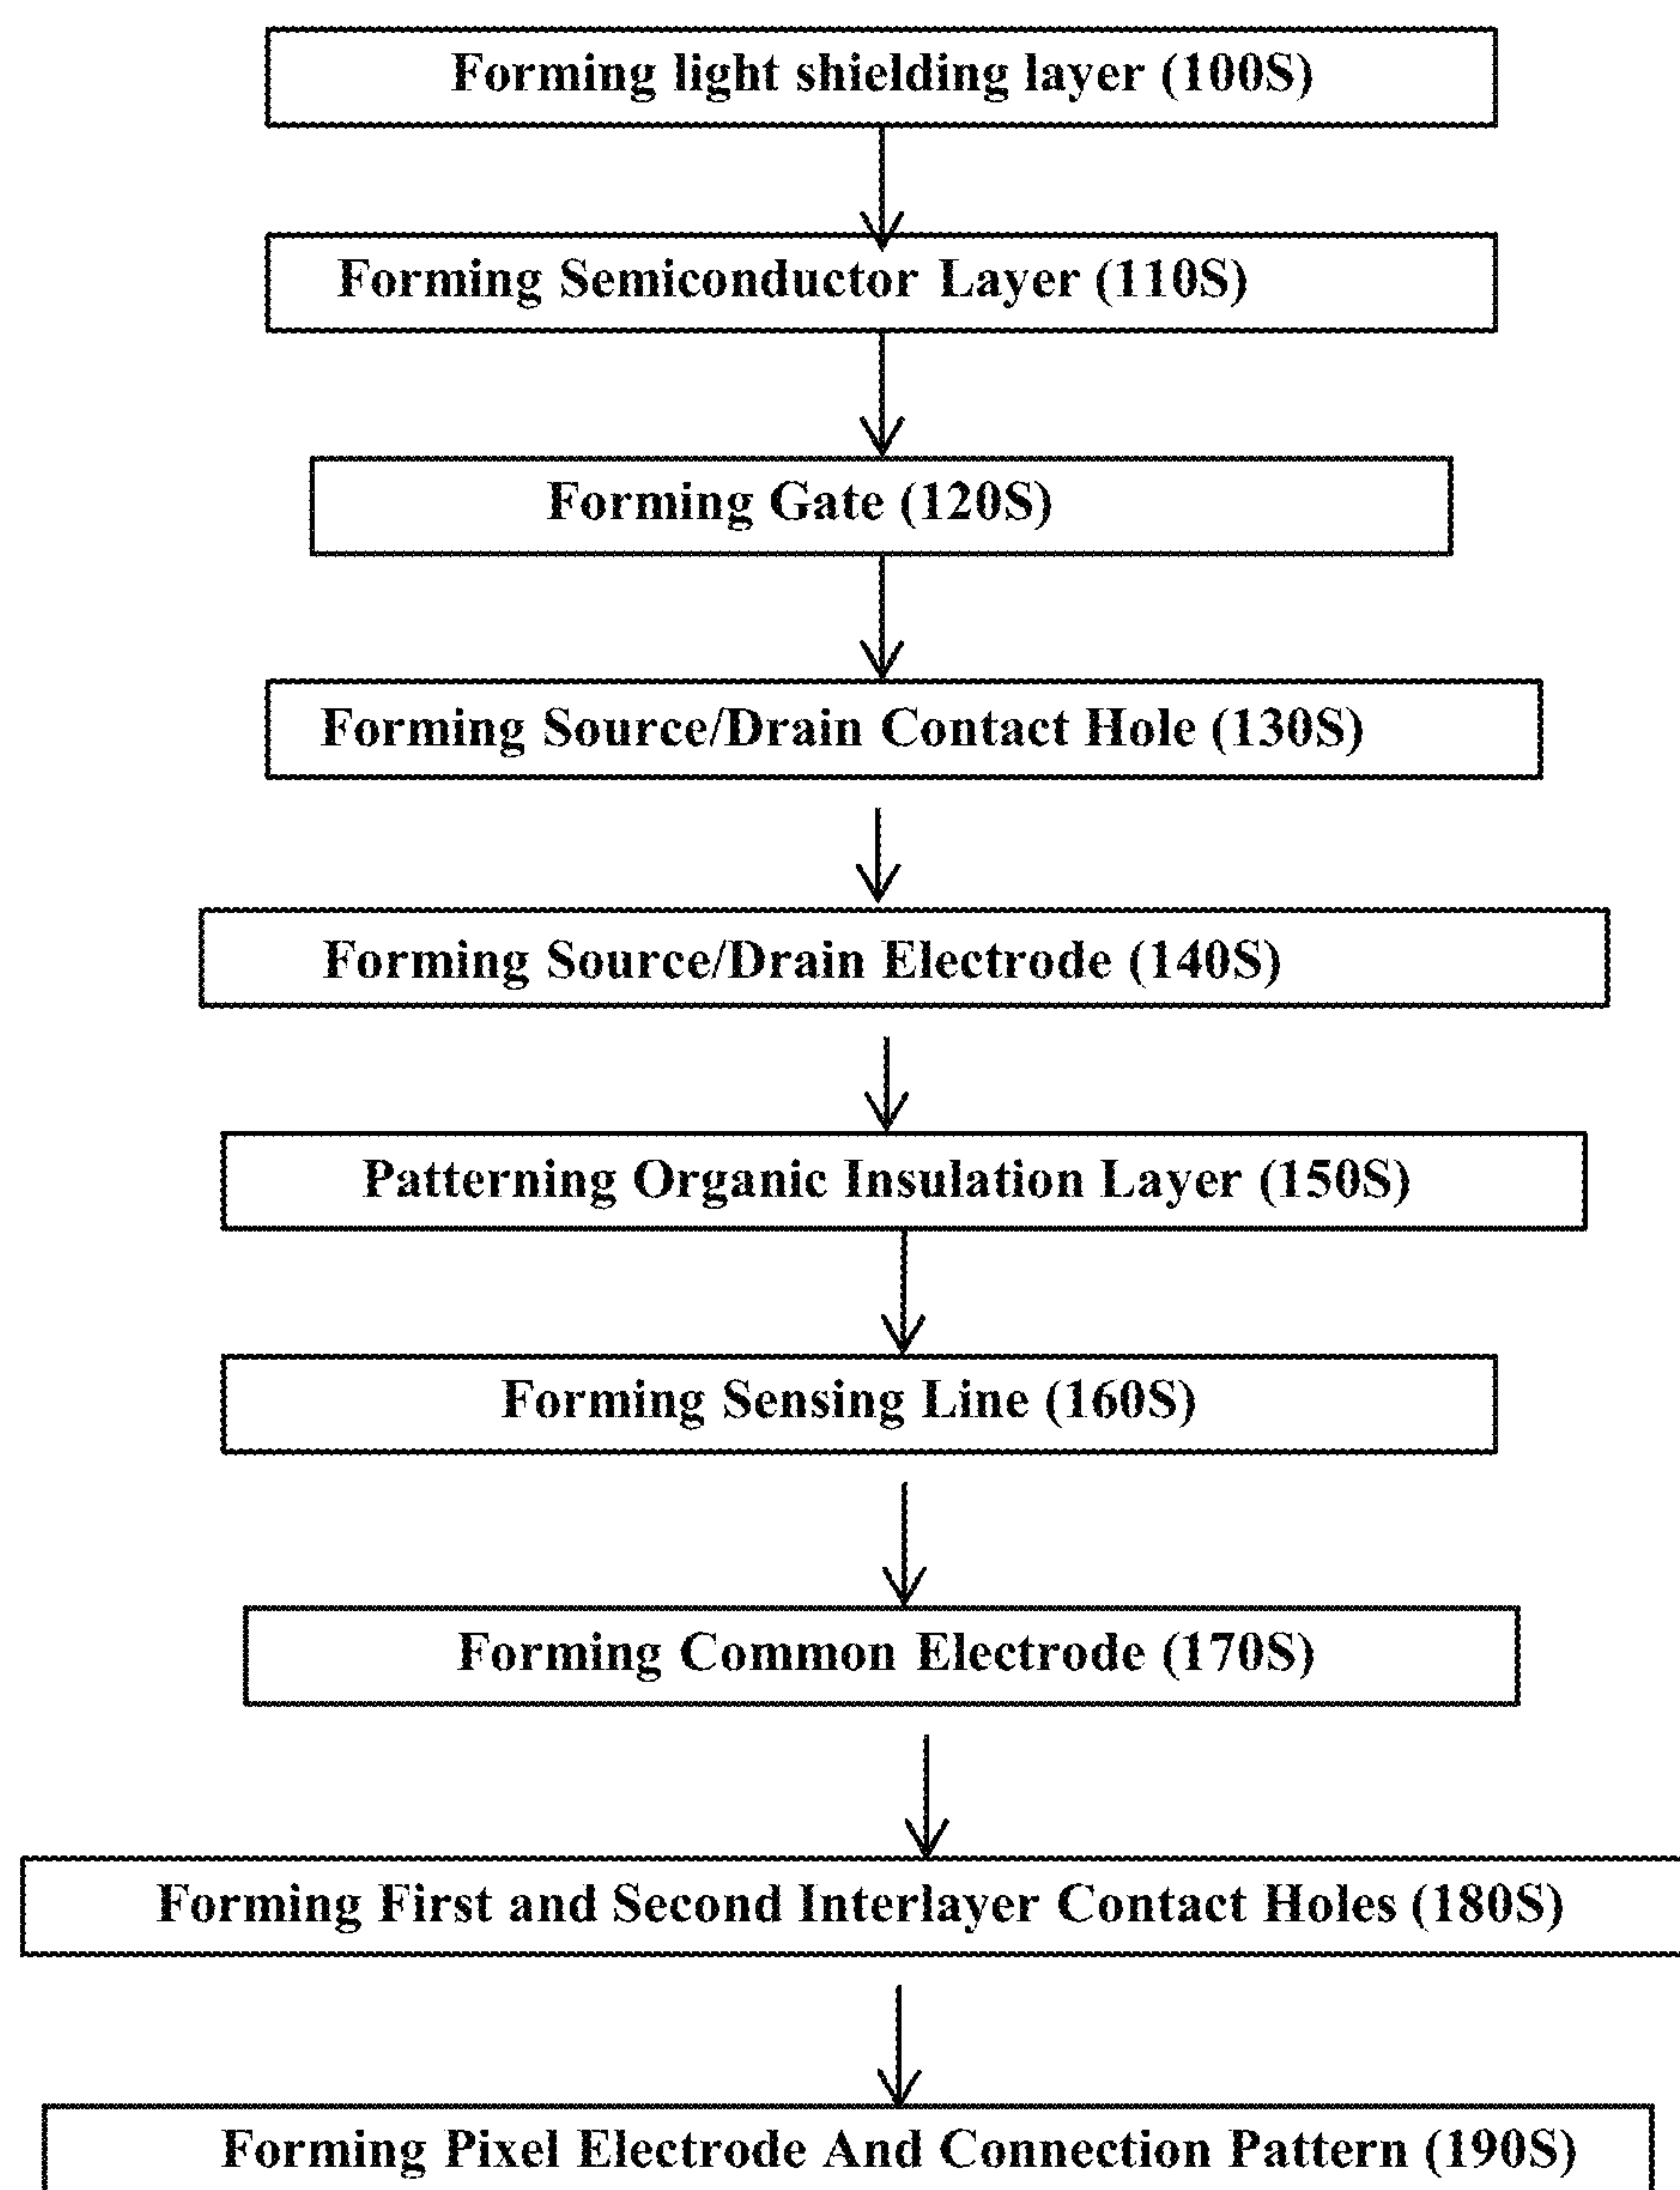 Forming light shielding layer (100S)
Forming Semiconductor Layer (110S)
Forming Gate (120S)
Forming Source/Drain Contact Hole (130S)
Forming Source/Drain Electrode (140S)
Patterning Organic Insulation Layer (150S)
Forming Sensing Line (160S)
Forming Common Electrode (170S)
Forming First and Second Interlayer Contact Holes (180S)
Forming Pixel Electrode And Connection Pattern (190S)